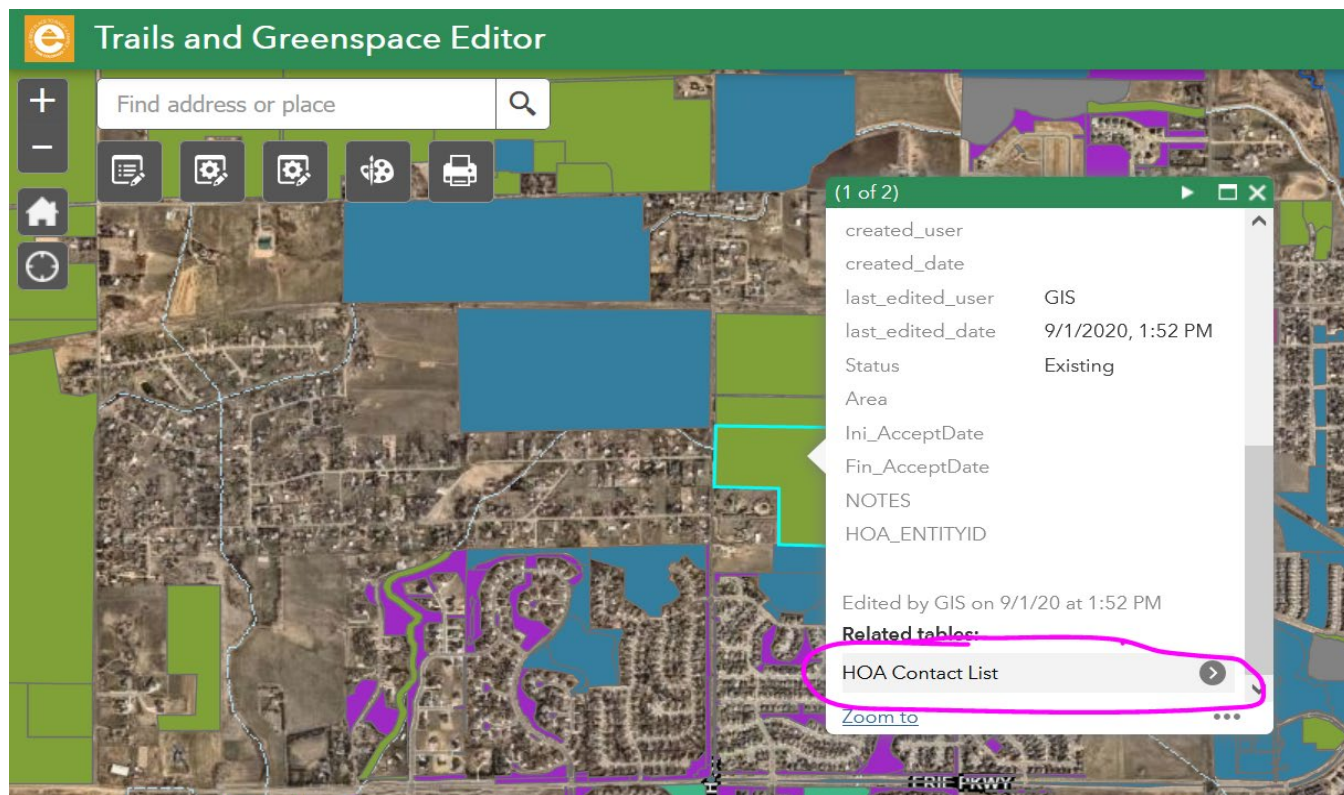 Trails and Greenspace Editor
Find address or place
(1 of 2)
created_user
created_date
last_edited_user GIS
last_edited_date 9/1/2020, 1:52 PM
Status Existing
Area
Ini_AcceptDate
Fin_AcceptDate
NOTES
HOA_ENTITYID
Edited by GIS on 9/1/20 at 1:52 PM
Related tables:
HOA Contact List
Zoom to
ERIE PKWY